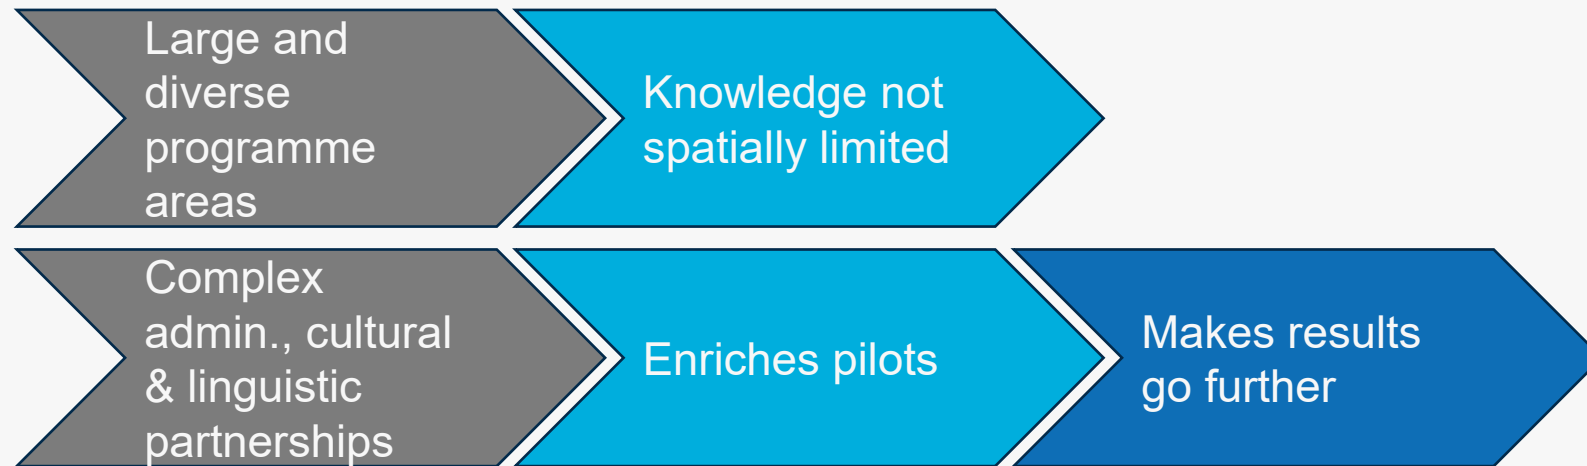 Large and
diverse
programme
areas
Knowledge not
spatially limited
Complex
admin., cultural
& linguistic
partnerships
Enriches pilots
Makes results
go further